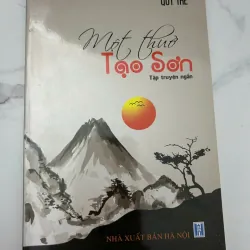 QUÝ THỂ
Một thuở
Tạo Sơn
Tập truyện ngắn
NHÀ XUẤT BẢN HÀ NỘI